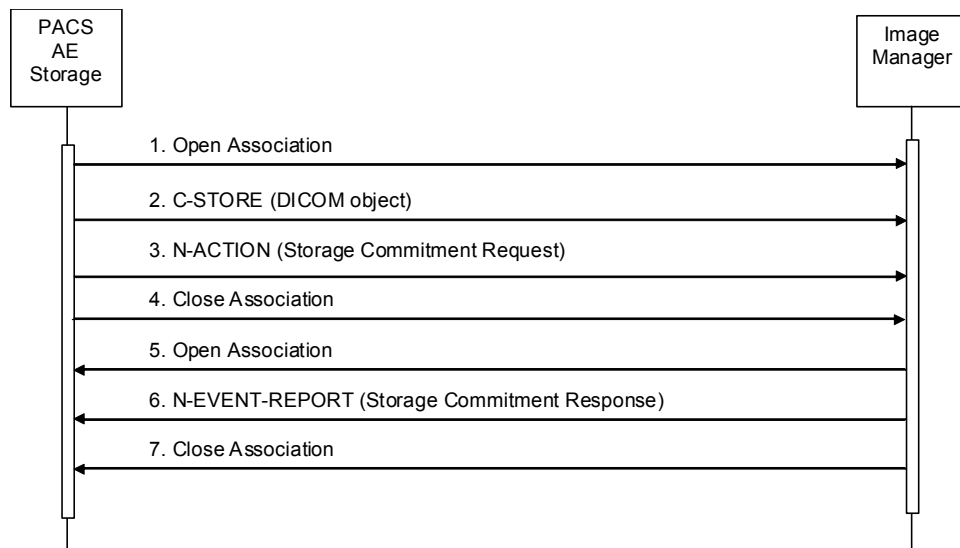 PACS
AE
Storage
Image
Manager
1. Open Association
2. C-STORE (DICOM object)
3. N-ACTION (Storage Commitment Request)
4. Close Association
5. Open Association
6. N-EVENT-REPORT (Storage Commitment Response)
7. Close Association